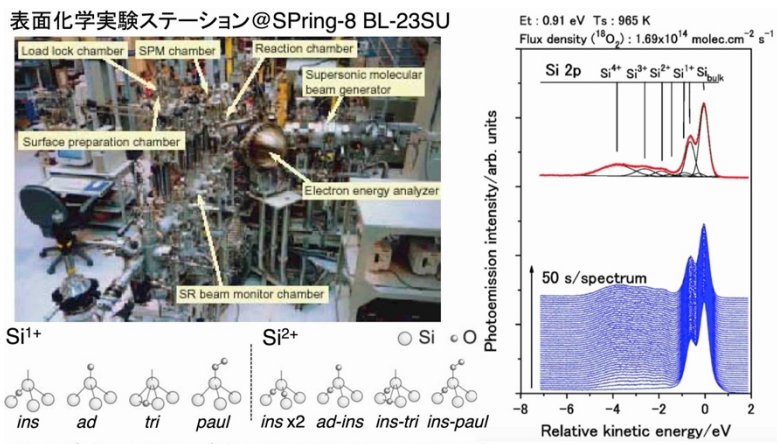 表面化学実験ステーション@SPring-8 BL-23SU
Load lock chamber
SPM chamber
Reaction chamber
Supersonic molecular
beam generator
Surface preparation chamber
Electron energy analyzer
SR beam monitor chamber
Si1+
Si2+
Si
O
ins
ad
tri
paul
ins x2
ad-ins
ins-tri
ins-paul
Et : 0.91 eV Ts : 965 K
Flux density (18O2) : 1.69x1014 molec.cm-2 s-1
Si 2p
Si4+
Si3+
Si2+
Si1+
Sibulk
Photoemission intensity/arb. units
50 s/spectrum
-8
-6
-4
-2
0
2
Relative kinetic energy/eV